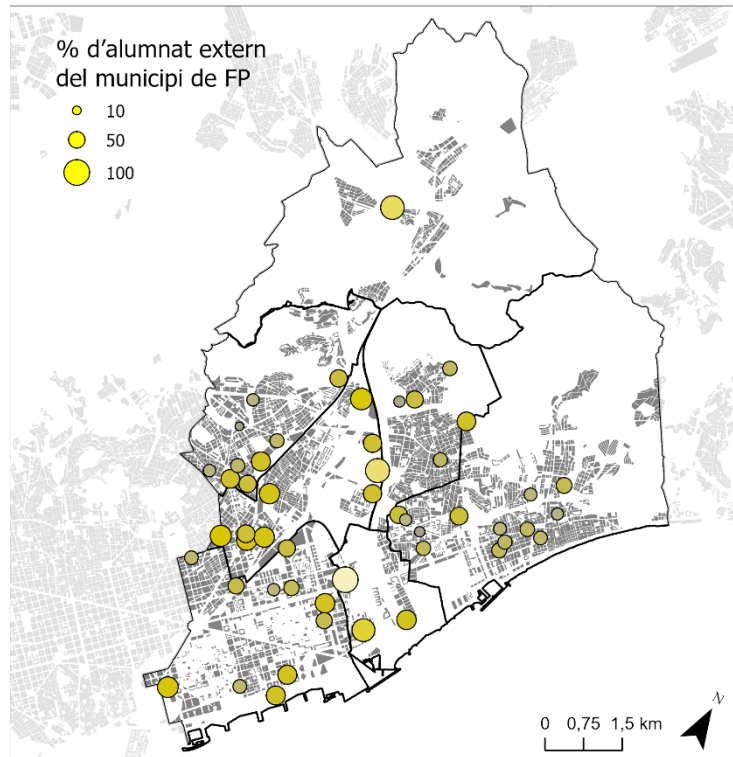 % d'alumnat extern
del municipi de FP
10
50
100
N
0 0,75 1,5 km